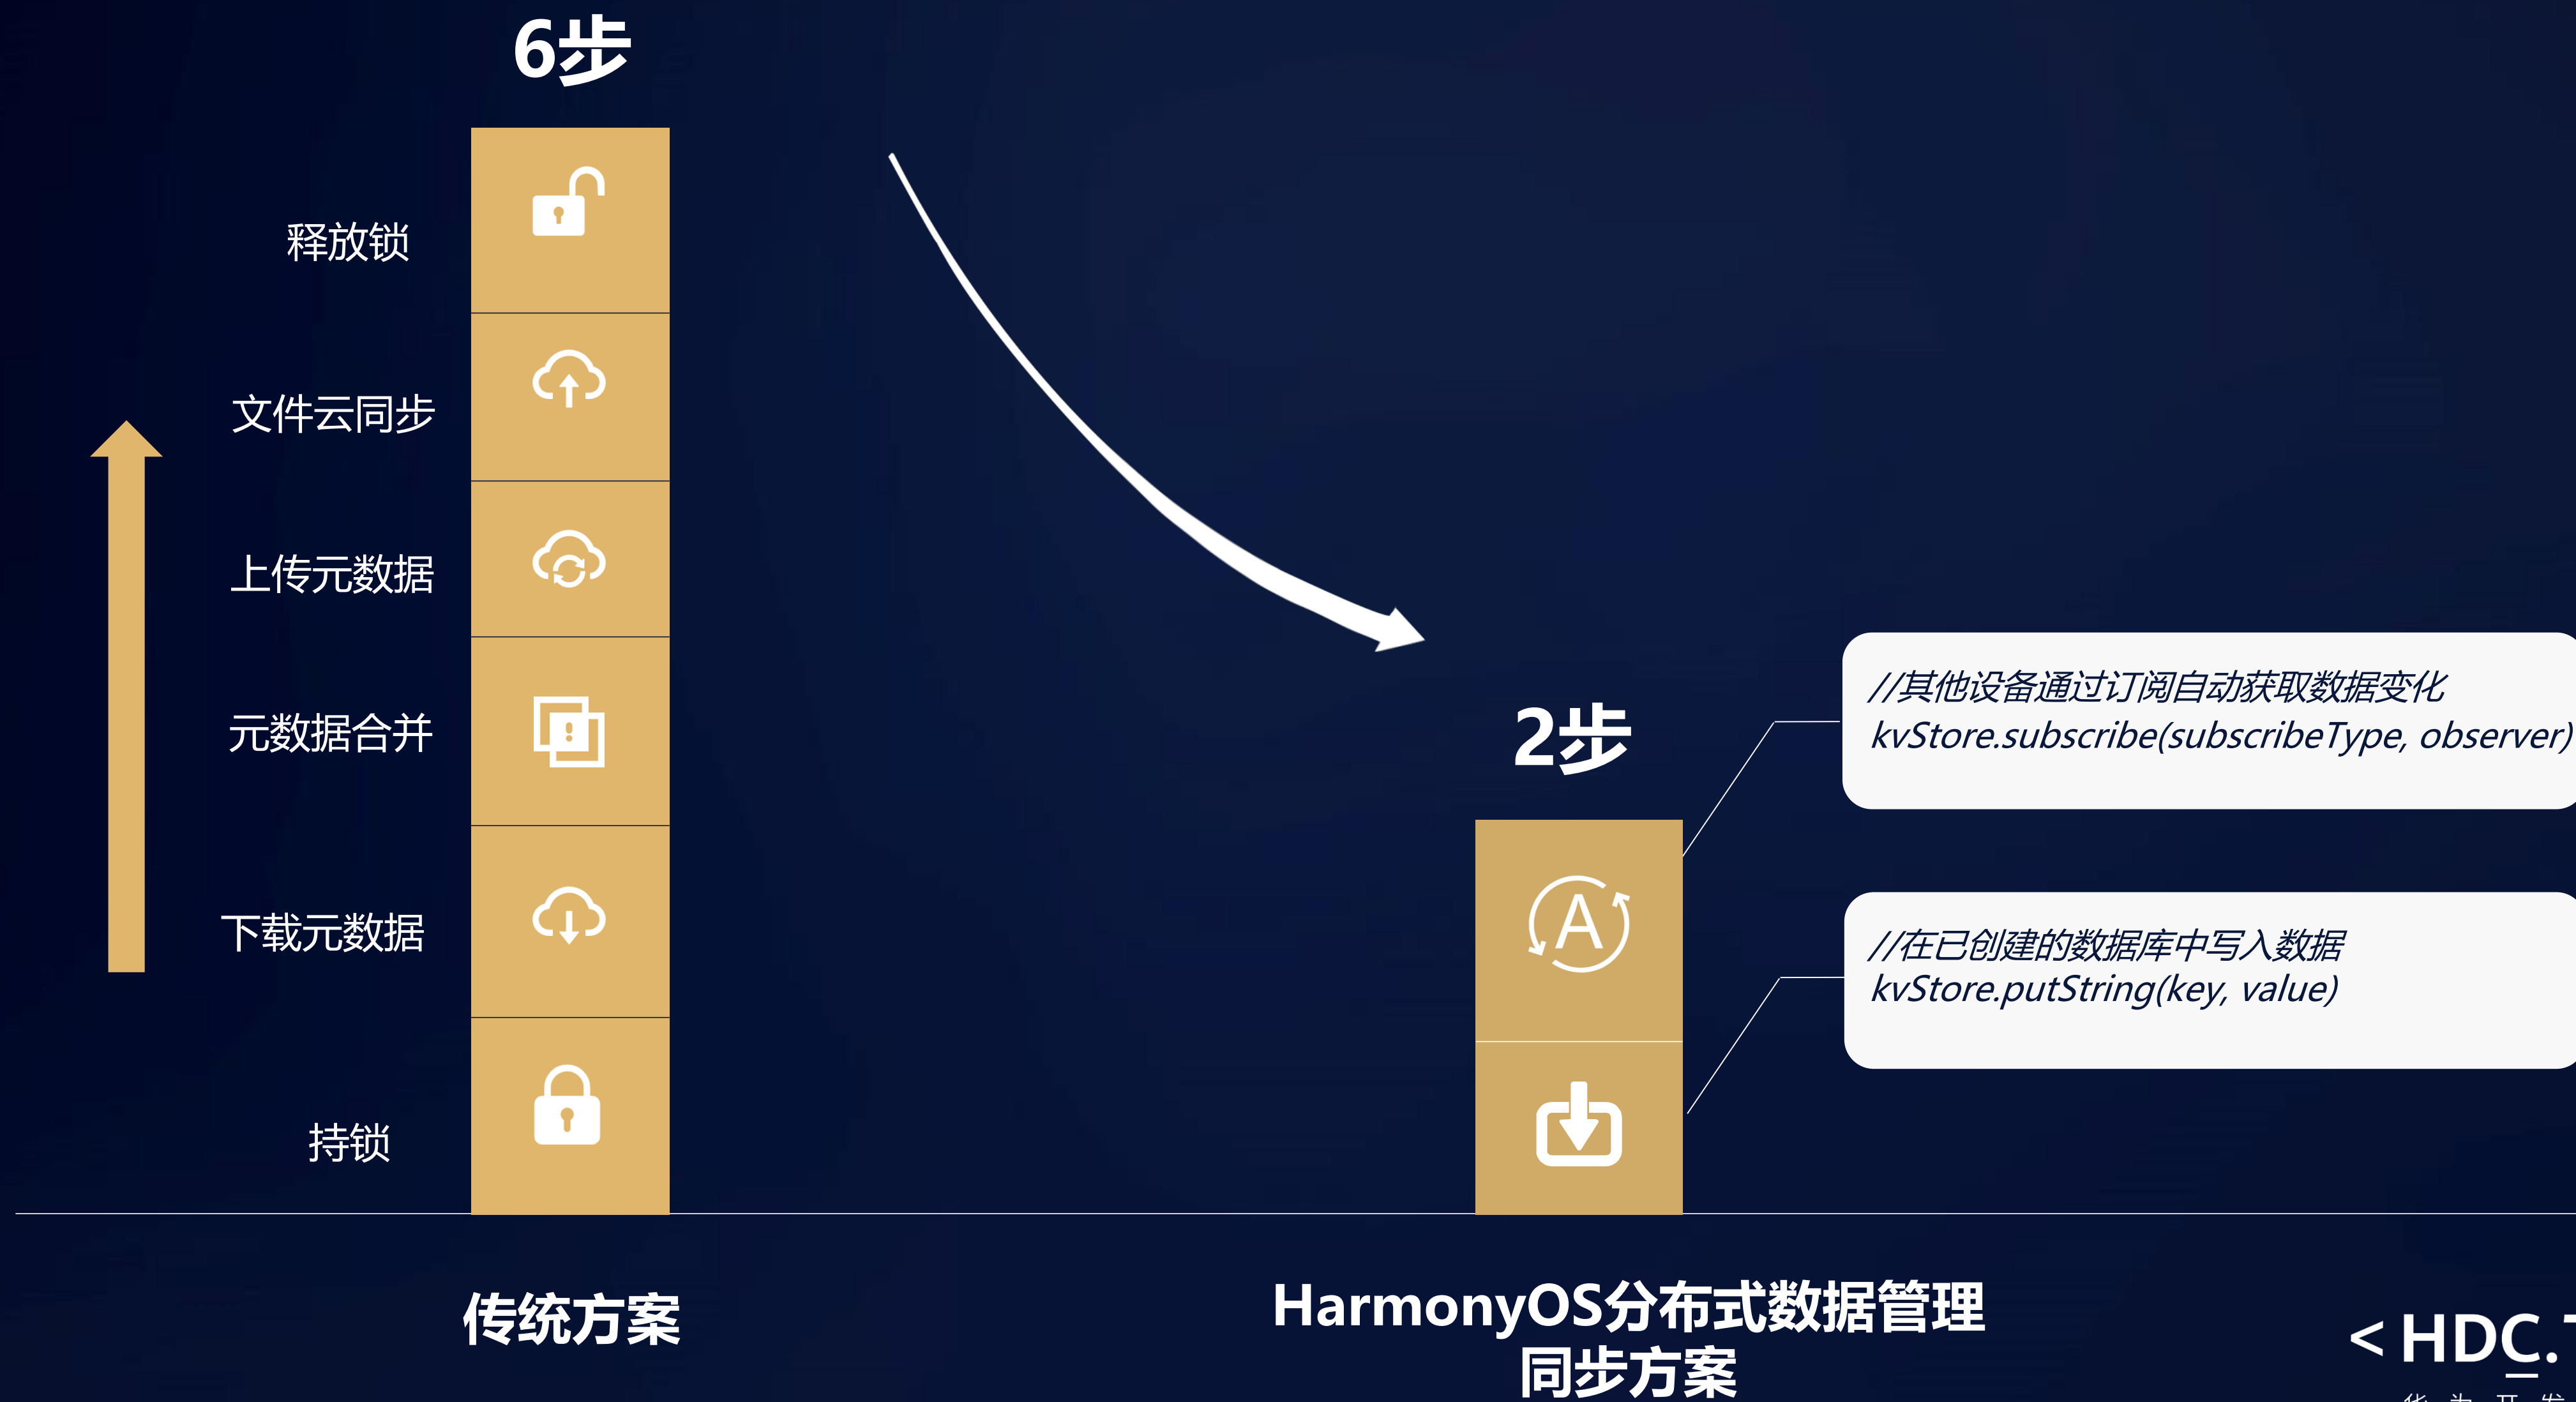 6步
释放锁
文件云同步
上传元数据
元数据合并
下载元数据
持锁
传统方案
2步
//其他设备通过订阅自动获取数据变化
kvStore.subscribe(subscribeType, observer)
//在已创建的数据库中写入数据
kvStore.putString(key, value)
A
HarmonyOS分布式数据管理
同步方案
<HDC.T
华为开发